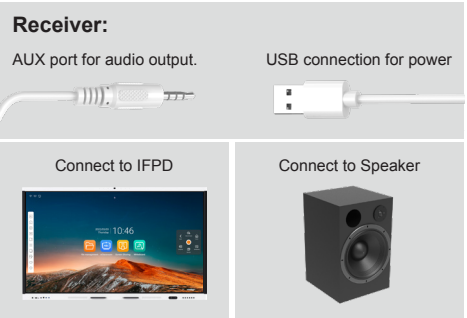 Receiver:
AUX port for audio output.
USB connection for power
Connect to IFPD
Connect to Speaker
10:46